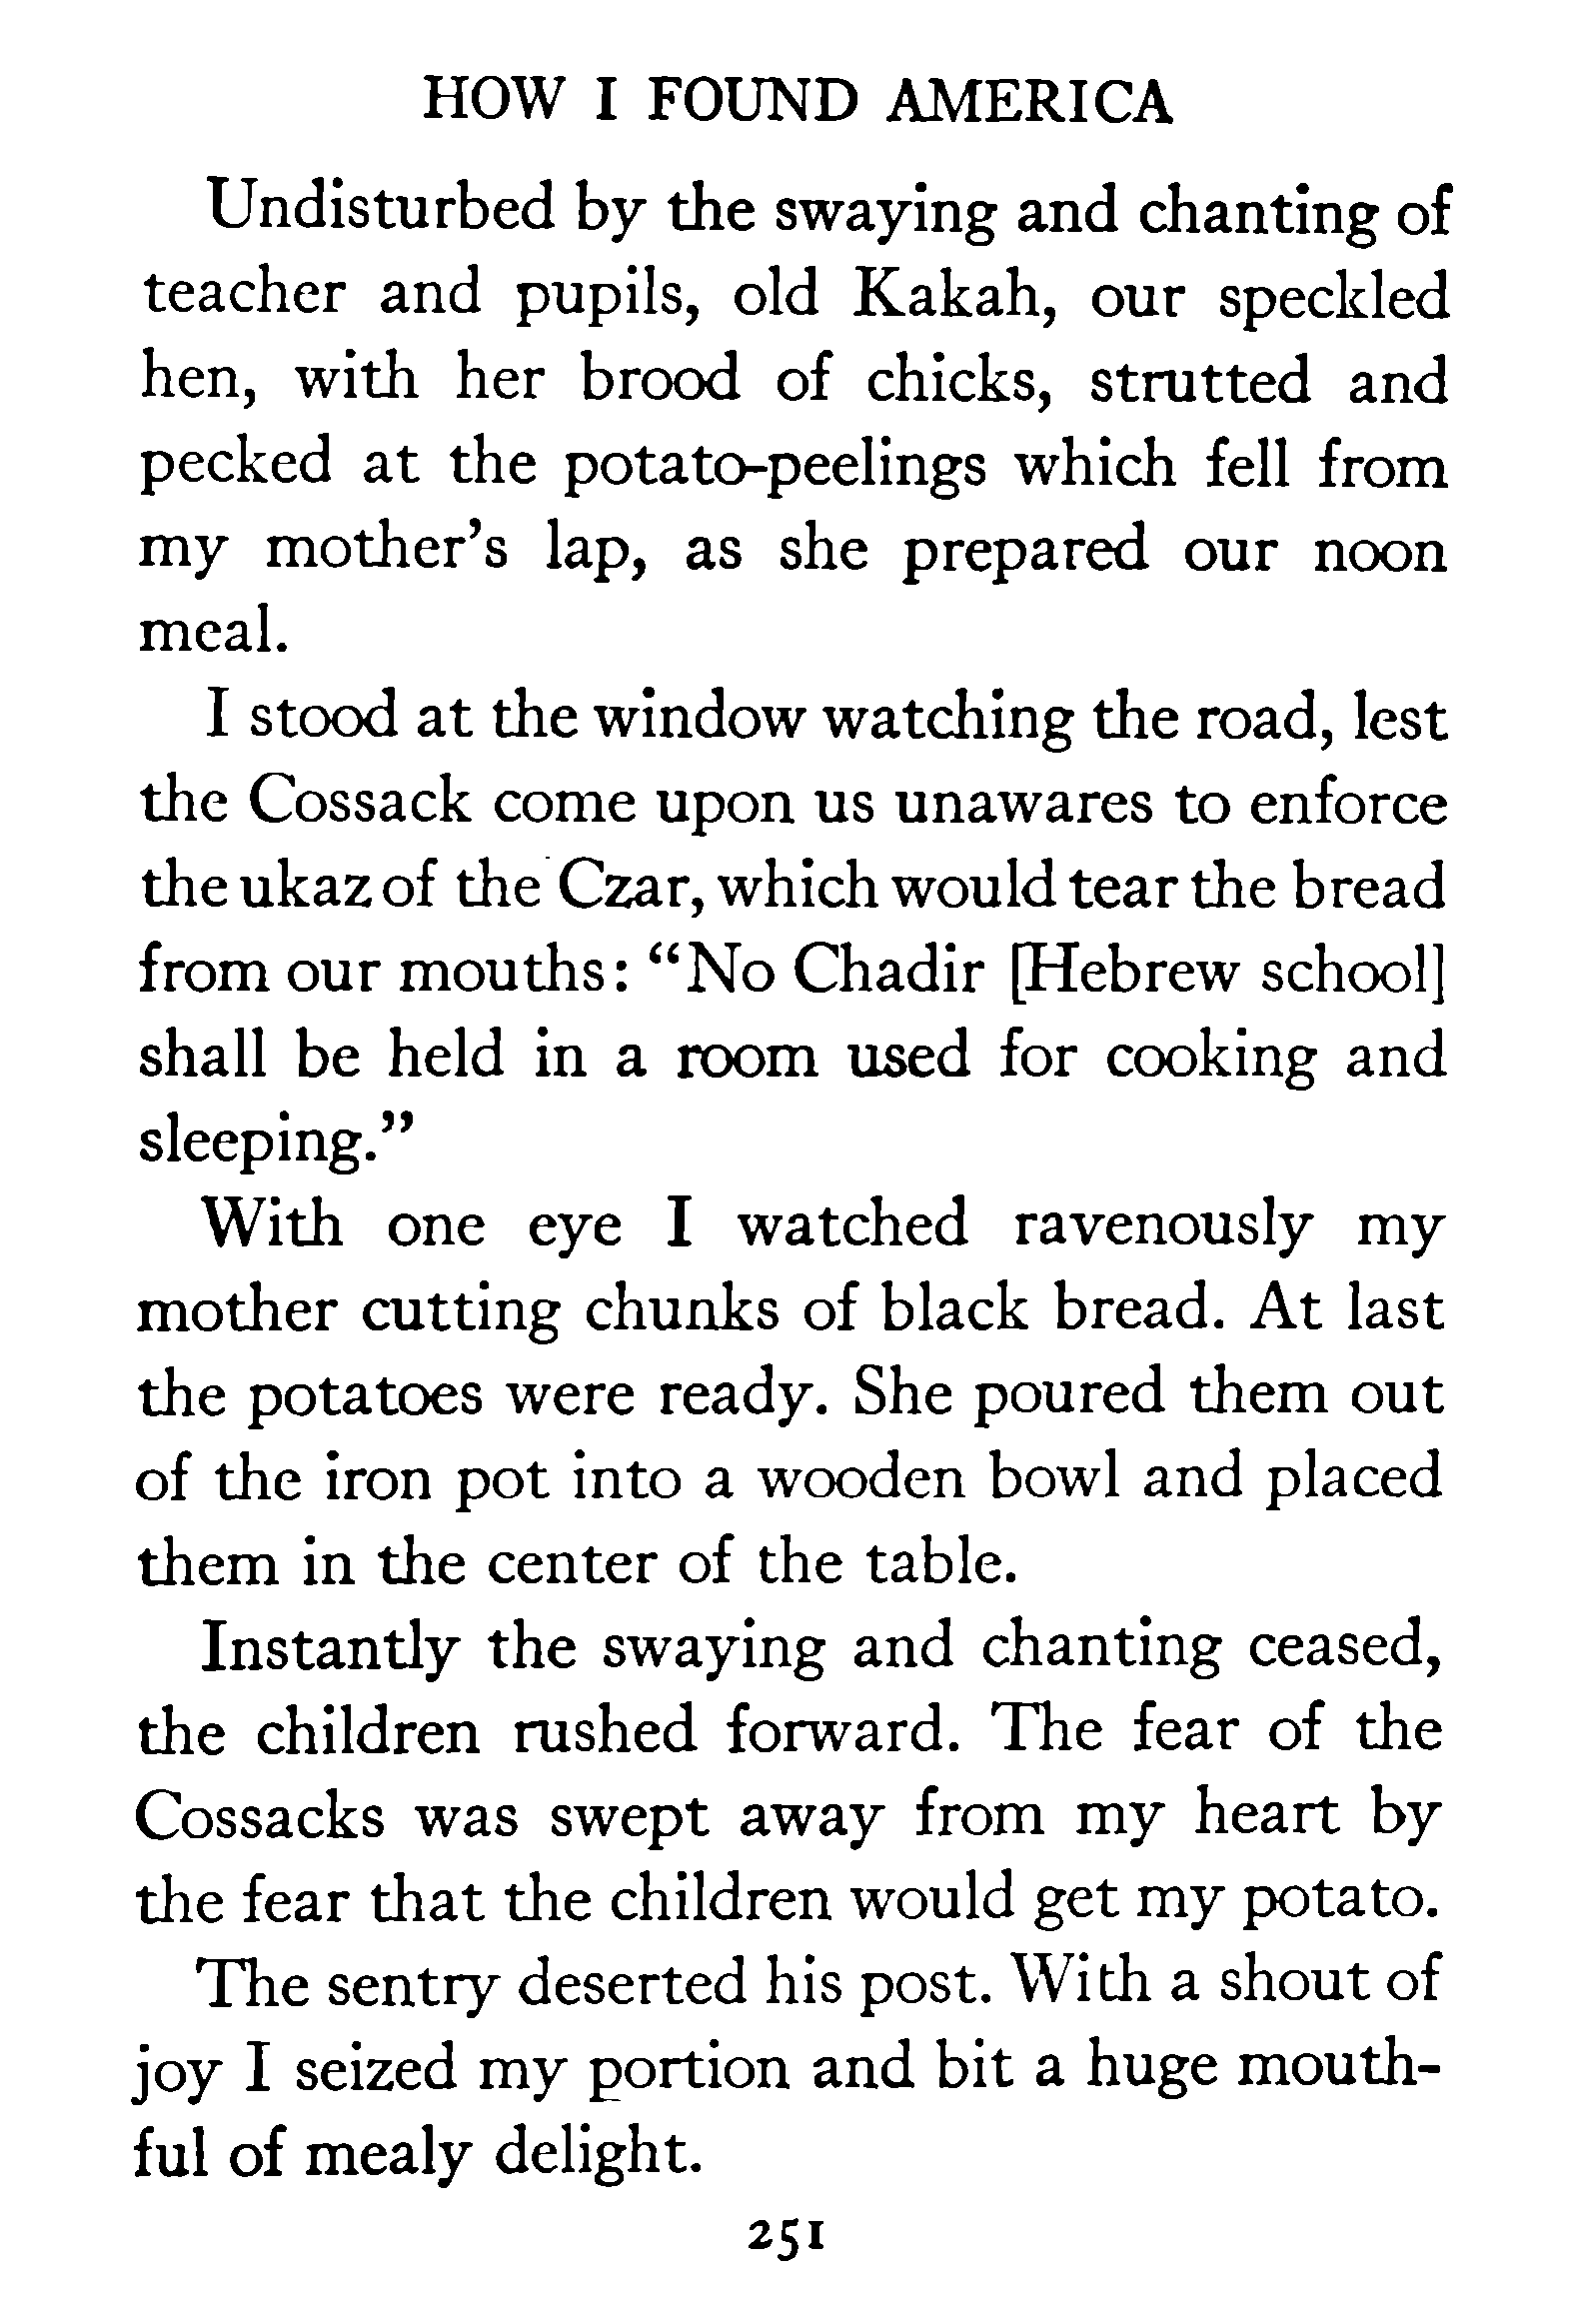 HOW I FOUND AMERICA
Undisturbed by the swaying and chanting of
teacher and pupils, old Kakah, our speckled
hen, with her brood of chicks, strutted and
pecked at the potato-peelings which fell from
my mother's lap, as she prepared our noon
meal.
I stood at the window watching the road, lest
the Cossack come upon us unawares to enforce
the ukaz of the Czar, which would tear the bread
from our mouths: “No Chadir [Hebrew school]
shall be held in a room used for cooking and
sleeping.”
With one eye I watched ravenously my
mother cutting chunks of black bread. At last
the potatoes were ready. She poured them out
of the iron pot into a wooden bowl and placed
them in the center of the table.
Instantly the swaying and chanting ceased,
the children rushed forward. The fear of the
Cossacks was swept away from my heart by
the fear that the children would get my potato.
The sentry deserted his post. With a shout of
joy I seized my portion and bit a huge mouth-
ful of mealy delight.
251